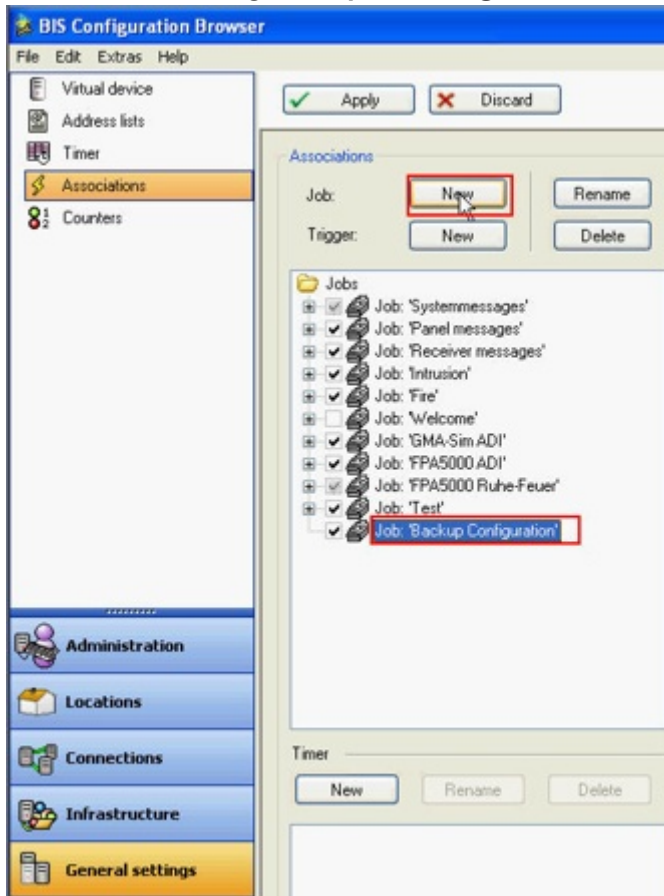 BIS Configuration Browser
File Edit Extras Help
Virtual device
Address lists
Timer
Associations
Counters
Apply
Discard
Associations
Job: New Rename
Trigger: New Delete
Jobs
Job: 'Systemmessages'
Job: 'Panel messages'
Job: 'Receiver messages'
Job: 'Intrusion'
Job: 'Fire'
Job: 'Welcome'
Job: 'GMA-Sim ADI'
Job: 'FPA5000 ADI'
Job: 'FPA5000 Ruhe-Feuer'
Job: 'Test'
Job: 'Backup Configuration'
Administration
Locations
Connections
Infrastructure
General settings
Timer
New Rename Delete